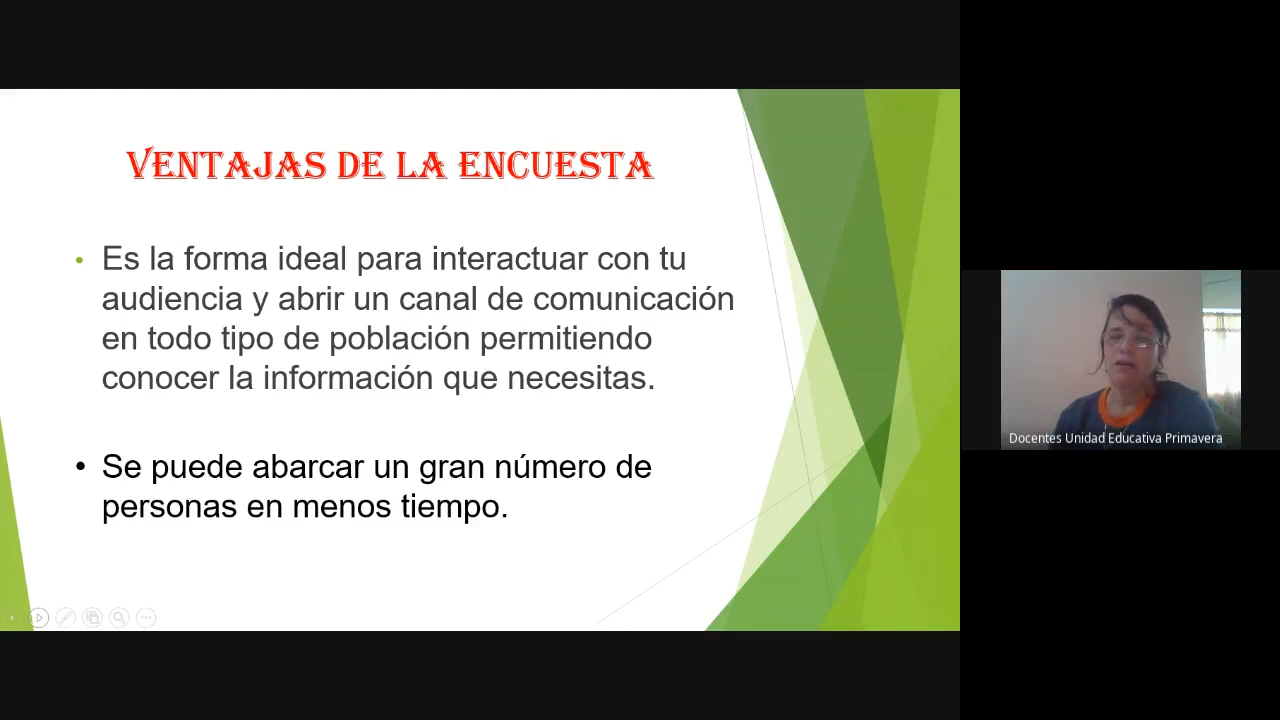 VENTAJAS DE LA ENCUESTA
• Es la forma ideal para interactuar con tu
audiencia y abrir un canal de comunicación
en todo tipo de población permitiendo
conocer la información que necesitas.
• Se puede abarcar un gran número de
personas en menos tiempo.
Docentes Unidad Educativa Primavera